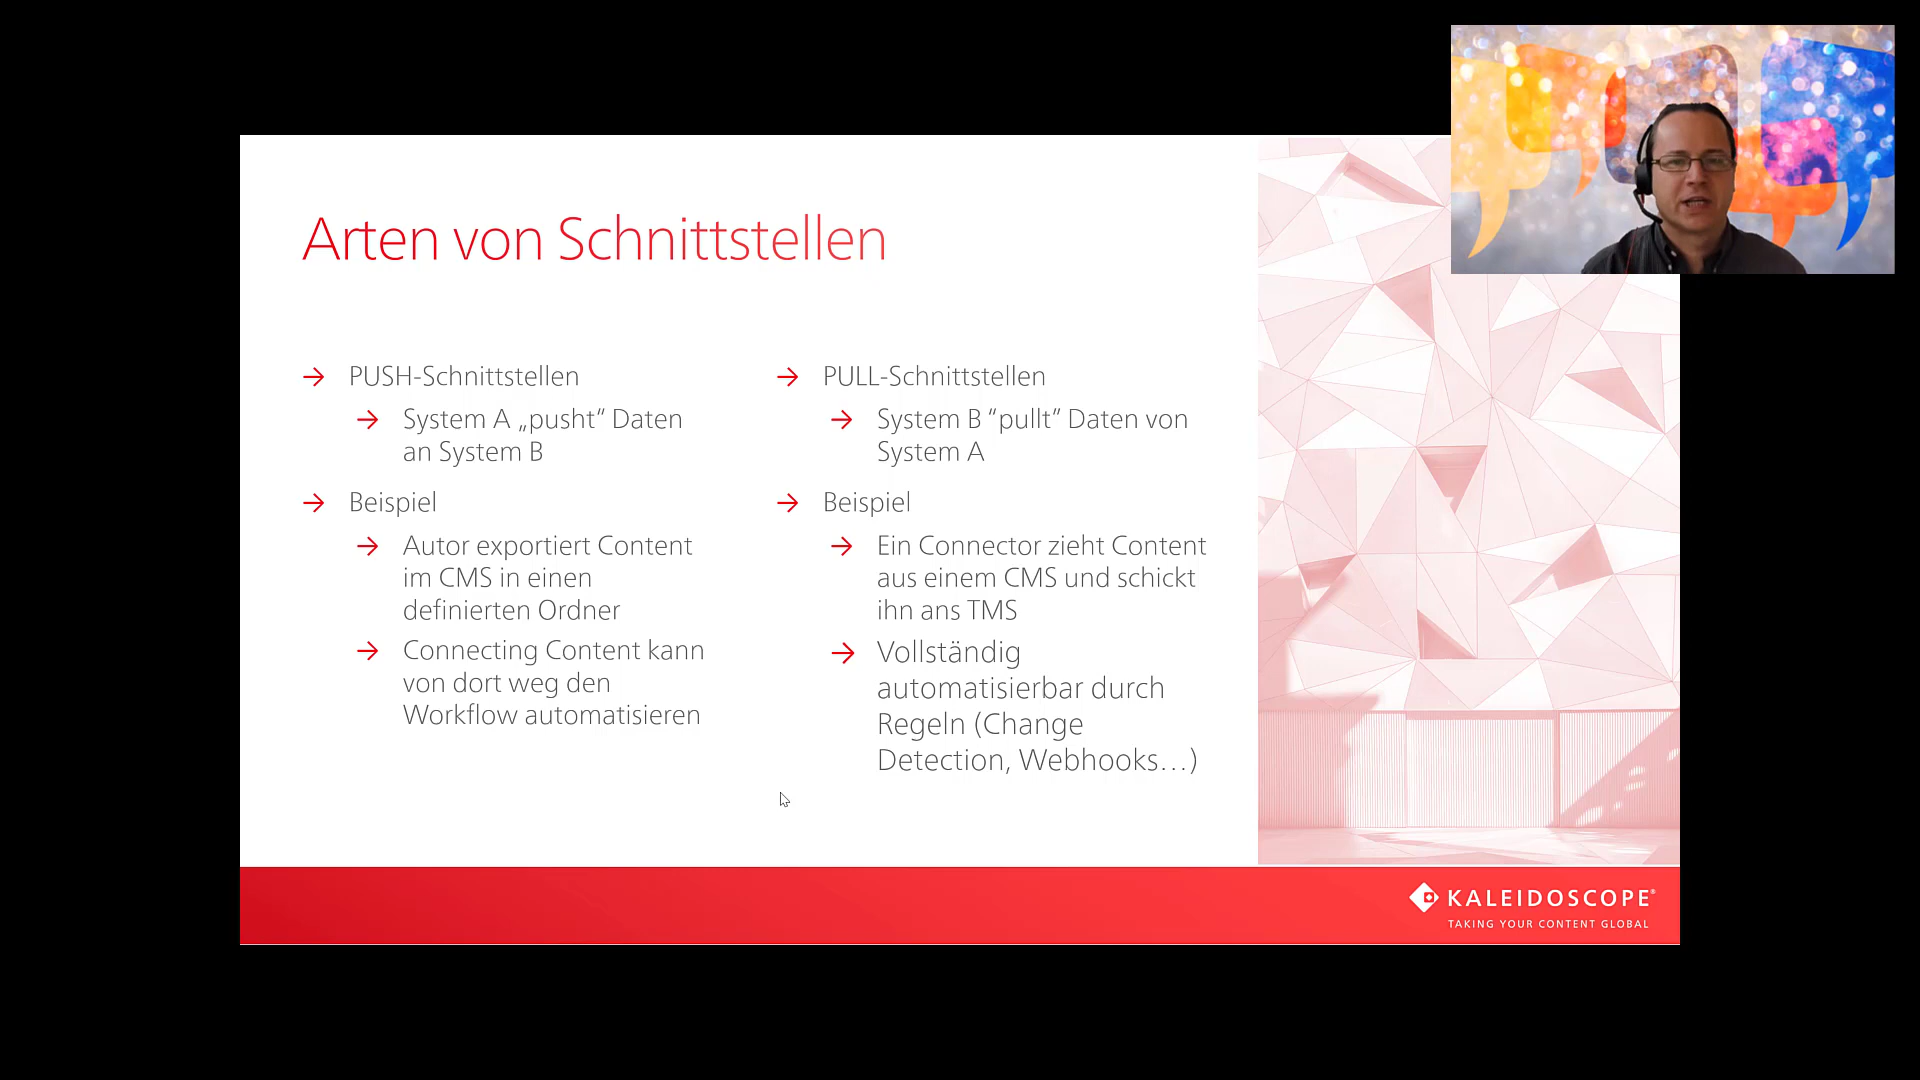 Arten von Schnittstellen
→ PUSH-Schnittstellen
→ System A „pusht“ Daten
an System B
→ Beispiel
→ Autor exportiert Content
im CMS in einen
definierten Ordner
→ Connecting Content kann
von dort weg den
Workflow automatisieren
→ PULL-Schnittstellen
→ System B “pullt” Daten von
System A
→ Beispiel
→ Ein Connector zieht Content
aus einem CMS und schickt
ihn ans TMS
→ Vollständig
automatisierbar durch
Regeln (Change
Detection, Webhooks…)
KALEIDOSCOPE®
TAKING YOUR CONTENT GLOBAL